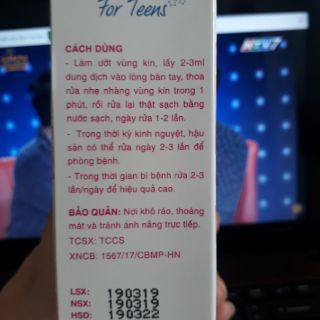 for Teens
CÁCH DÙNG
- Làm ướt vùng kín, lấy 2-3ml
dung dịch vào lòng bàn tay, thoa
rửa nhẹ nhàng vùng kín trong 1
phút, rồi rửa lại thật sạch bằng
nước sạch, ngày rửa 1-2 lần.
- Trong thời kỳ kinh nguyệt, hậu
sản có thể rửa ngày 2-3 lần để
phòng bệnh.
- Trong thời gian bị bệnh rửa 2-3
lần/ngày để hiệu quả cao.
BẢO QUẢN: Nơi khô ráo, thoáng
mát và tránh ánh nắng trực tiếp.
TCSX: TCCS
XNCB: 1567/17/CBMP-HN
LSX: 190319
NSX: 190319
HSD: 190322